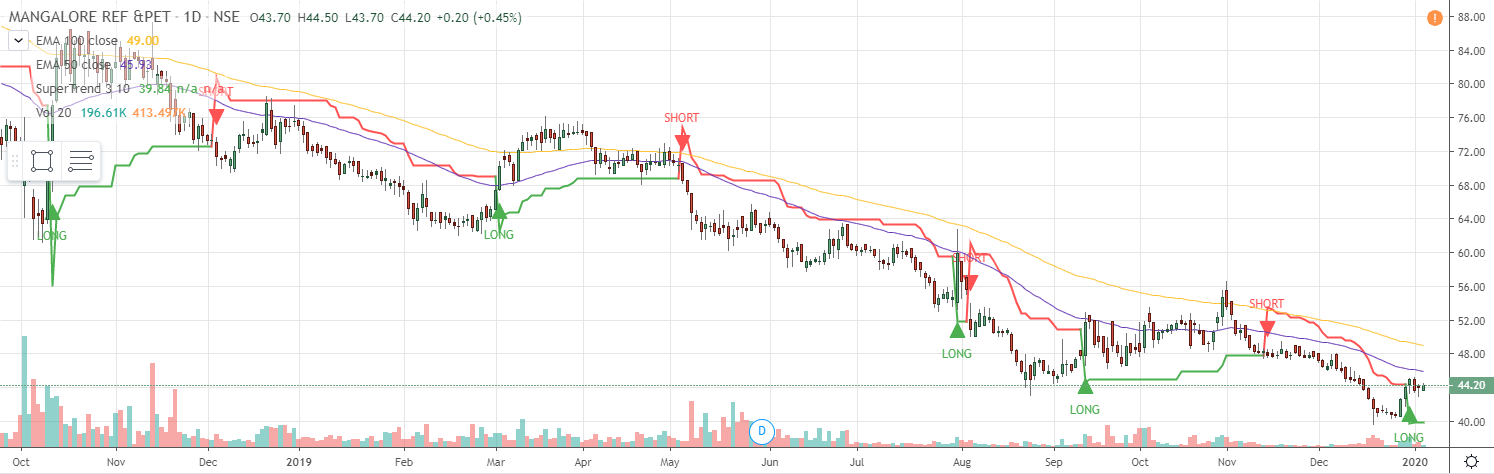 MANGALORE REF &PET · 1D · NSE O43.70 H44.50 L43.70 C44.20 +0.20 (+0.45%)
EMA 100 close 49.00
EMA 50 close 45.93
SuperTrend 3 10 39.84 n/a n/a
Vol 20 196.61K 413.497K
88.00
84.00
80.00
76.00
72.00
68.00
64.00
60.00
56.00
52.00
48.00
44.20
40.00
SHORT
SHORT
SHORT
SHORT
LONG
LONG
LONG
LONG
LONG
D
!
Oct Nov Dec 2019 Feb Mar Apr May Jun Jul Aug Sep Oct Nov Dec 2020